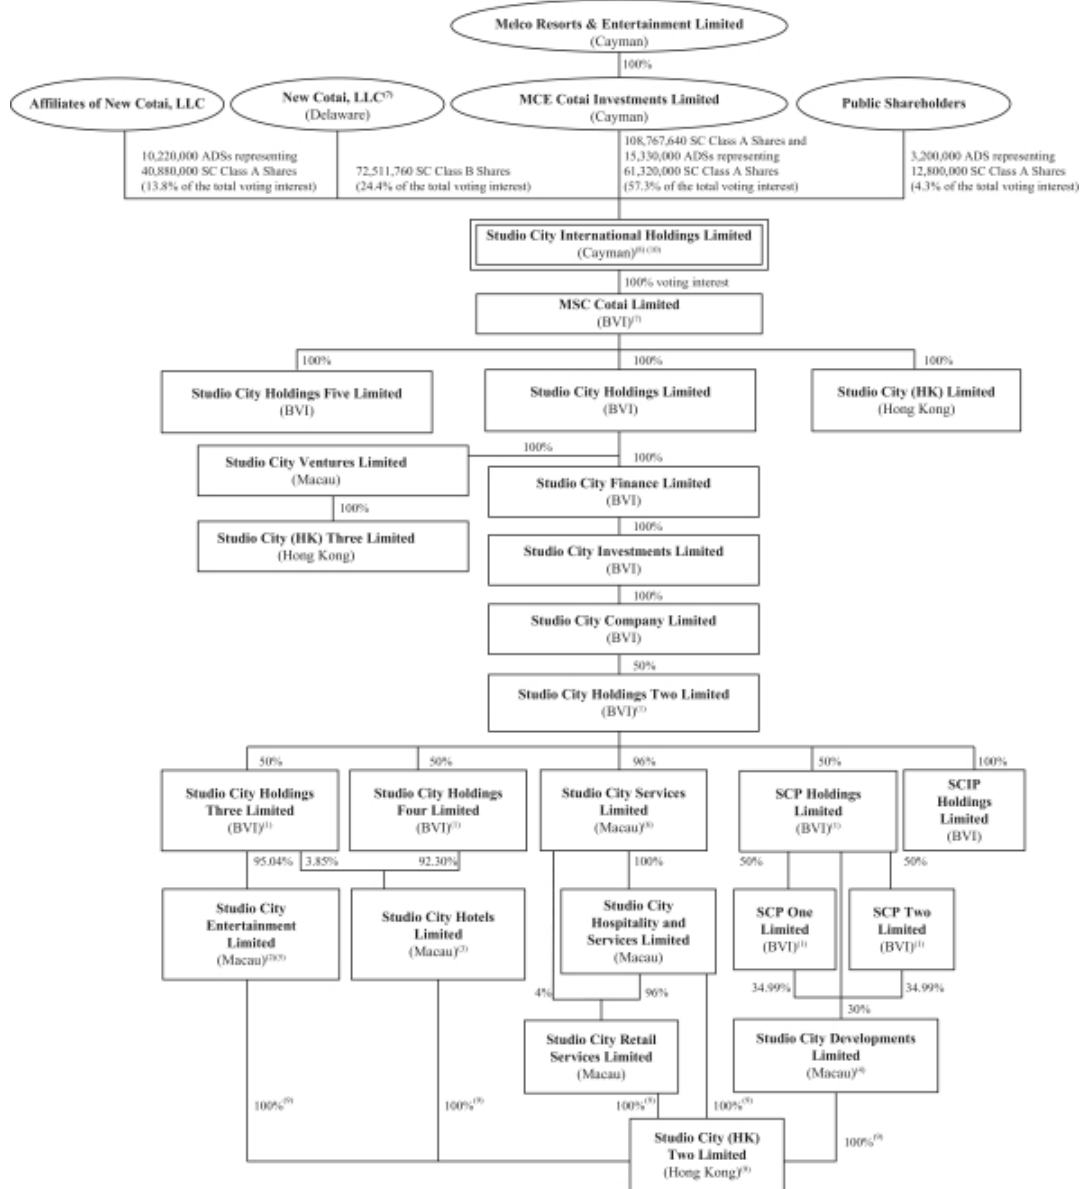 Melco Resorts & Entertainment Limited
(Cayman)
100%
Affiliates of New Cotai, LLC
New Cotai, LLC(7)
(Delaware)
MCE Cotai Investments Limited
(Cayman)
Public Shareholders
10,220,000 ADSs representing
40,880,000 SC Class A Shares
(13.8% of the total voting interest)
72,511,760 SC Class B Shares
(24.4% of the total voting interest)
108,767,640 SC Class A Shares and
15,330,000 ADSs representing
61,320,000 SC Class A Shares
(57.3% of the total voting interest)
3,200,000 ADS representing
12,800,000 SC Class A Shares
(4.3% of the total voting interest)
Studio City International Holdings Limited
(Cayman)(8) (10)
100% voting interest
MSC Cotai Limited
(BVI)(7)
100%
100%
100%
Studio City Holdings Five Limited
(BVI)
Studio City Holdings Limited
(BVI)
Studio City (HK) Limited
(Hong Kong)
100%
100%
Studio City Ventures Limited
(Macau)
Studio City Finance Limited
(BVI)
100%
100%
Studio City (HK) Three Limited
(Hong Kong)
Studio City Investments Limited
(BVI)
100%
Studio City Company Limited
(BVI)
50%
Studio City Holdings Two Limited
(BVI)(1)
50%
50%
96%
50%
100%
Studio City Holdings
Three Limited
(BVI)(1)
Studio City Holdings
Four Limited
(BVI)(1)
Studio City Services
Limited
(Macau)(6)
SCP Holdings
Limited
(BVI)(1)
SCIP
Holdings
Limited
(BVI)
95.04%
3.85%
92.30%
100%
50%
50%
Studio City
Entertainment
Limited
(Macau)(2)(5)
Studio City Hotels
Limited
(Macau)(3)
Studio City
Hospitality and
Services Limited
(Macau)
SCP One
Limited
(BVI)(1)
SCP Two
Limited
(BVI)(1)
4%
96%
34.99%
34.99%
30%
Studio City Retail
Services Limited
(Macau)
Studio City Developments
Limited
(Macau)(4)
100%(9)
100%(9)
100%(9)
100%(9)
100%(9)
Studio City (HK)
Two Limited
(Hong Kong)(9)